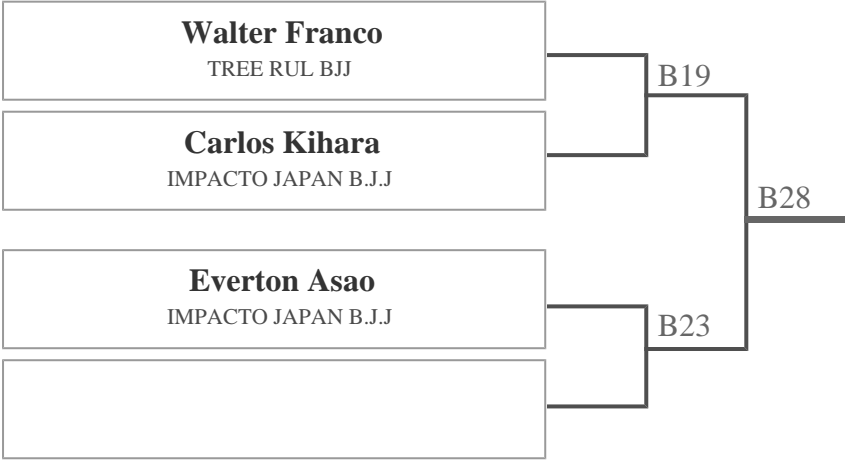 Walter Franco
TREE RUL BJJ
B19
Carlos Kihara
IMPACTO JAPAN B.J.J
B28
Everton Asao
IMPACTO JAPAN B.J.J
B23